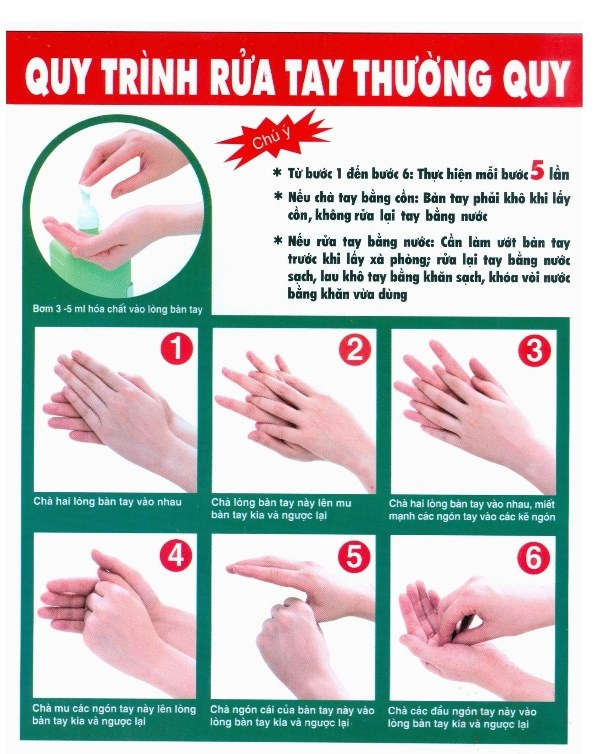 QUY TRÌNH RỬA TAY THƯỜNG QUY
Chú ý
* Từ bước 1 đến bước 6: Thực hiện mỗi bước 5 lần
* Nếu chà tay bằng cồn: Bàn tay phải khô khi lấy
cồn, không rửa lại tay bằng nước
* Nếu rửa tay bằng nước: Cần làm ướt bàn tay
trước khi lấy xà phòng; rửa lại tay bằng nước
sạch, lau khô tay bằng khăn sạch, khóa vòi nước
bằng khăn vừa dùng
Bơm 3 -5 ml hóa chất vào lòng bàn tay
1
Chà hai lòng bàn tay vào nhau
2
Chà lòng bàn tay này lên mu
bàn tay kia và ngược lại
3
Chà hai lòng bàn tay vào nhau, miết
mạnh các ngón tay vào các kẽ ngón
4
Chà mu các ngón tay này lên lòng
bàn tay kia và ngược lại
5
Chà ngón cái của bàn tay này vào
lòng bàn tay kia và ngược lại
6
Chà các đầu ngón tay này vào
lòng bàn tay kia và ngược lại